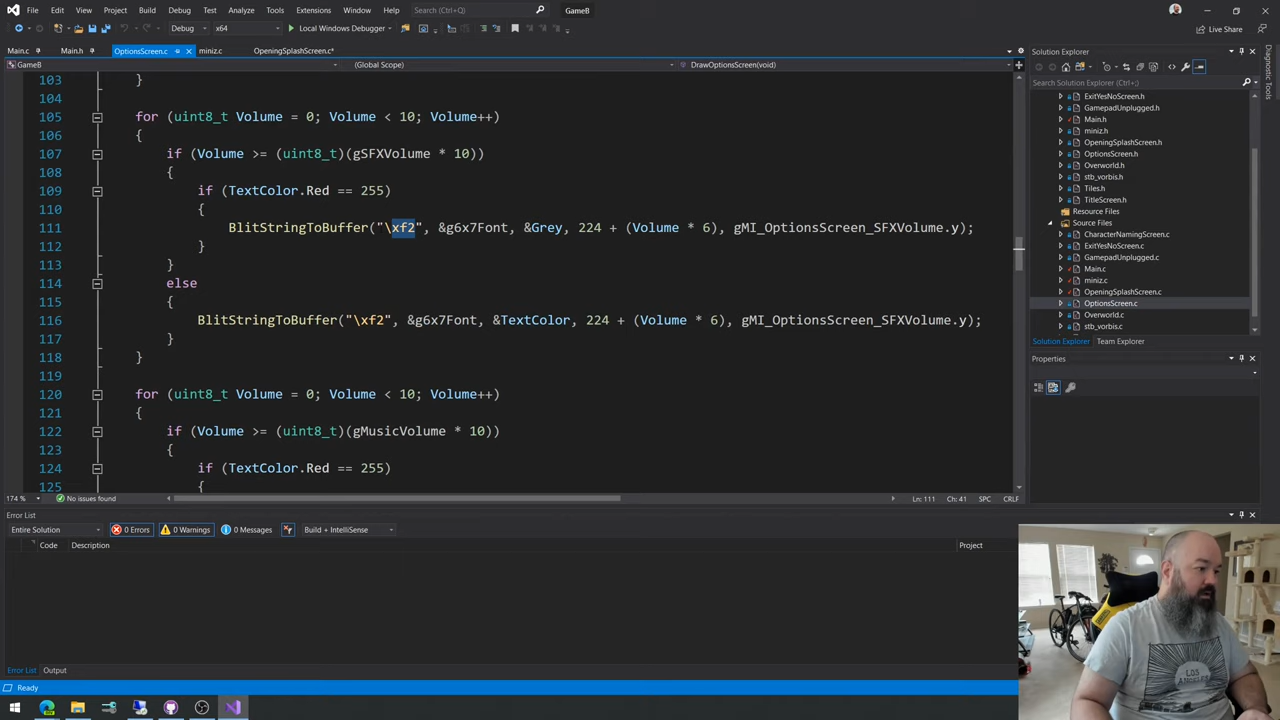 File Edit View Project Build Debug Test Analyze Tools Extensions Window Help Search (Ctrl+Q) GameB
Debug x64 Local Windows Debugger Live Share
Main.c Main.h OptionsScreen.c miniz.c OpeningSplashScreen.c*
GameB (Global Scope) DrawOptionsScreen(void)
103 }
104
105 for (uint8_t Volume = 0; Volume < 10; Volume++)
106 {
107 if (Volume >= (uint8_t)(gSFXVolume * 10))
108 {
109 if (TextColor.Red == 255)
110 {
111 BlitStringToBuffer("\xf2", &g6x7Font, &Grey, 224 + (Volume * 6), gMI_OptionsScreen_SFXVolume.y);
112 }
113 }
114 else
115 {
116 BlitStringToBuffer("\xf2", &g6x7Font, &TextColor, 224 + (Volume * 6), gMI_OptionsScreen_SFXVolume.y);
117 }
118 }
119
120 for (uint8_t Volume = 0; Volume < 10; Volume++)
121 {
122 if (Volume >= (uint8_t)(gMusicVolume * 10))
123 {
124 if (TextColor.Red == 255)
125 {
174 % No issues found Ln: 111 Ch: 41 SPC CRLF
Solution Explorer
Search Solution Explorer (Ctrl+;)
ExitYesNoScreen.h
GamepadUnplugged.h
Main.h
miniz.h
OpeningSplashScreen.h
OptionsScreen.h
Overworld.h
stb_vorbis.h
Tiles.h
TitleScreen.h
Resource Files
Source Files
CharacterNamingScreen.c
ExitYesNoScreen.c
GamepadUnplugged.c
Main.c
miniz.c
OpeningSplashScreen.c
OptionsScreen.c
Overworld.c
stb_vorbis.c
Solution Explorer Team Explorer
Properties
Diagnostic Tools
Error List
Entire Solution 0 Errors 0 Warnings 0 Messages Build + IntelliSense
Code Description Project
Error List Output
Ready